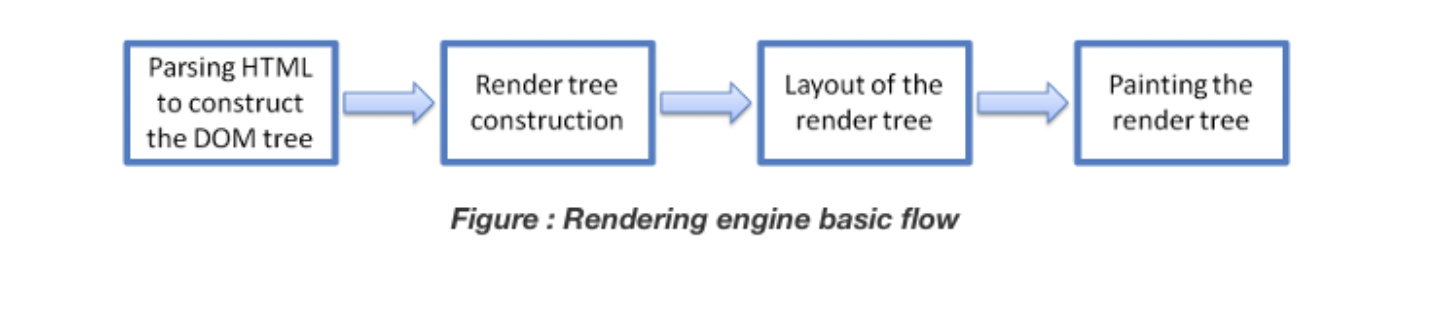 Parsing HTML
to construct
the DOM tree
Render tree
construction
Layout of the
render tree
Painting the
render tree
Figure : Rendering engine basic flow